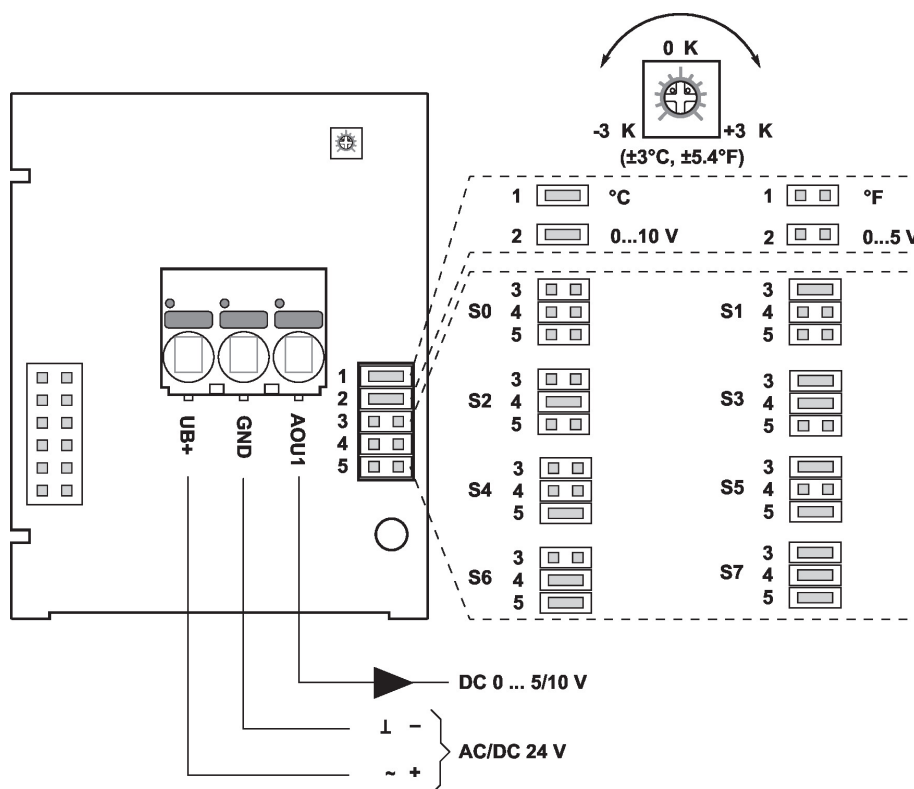 0 K
-3 K +3 K
(±3°C, ±5.4°F)
1 °C 1 °F
2 0...10 V 2 0...5 V
S0 3 4 5 S1 3 4 5
S2 3 4 5 S3 3 4 5
S4 3 4 5 S5 3 4 5
S6 3 4 5 S7 3 4 5
1
2
3
4
5
UB+ GND AOU1
DC 0 ... 5/10 V
⊥ –
AC/DC 24 V
~ +